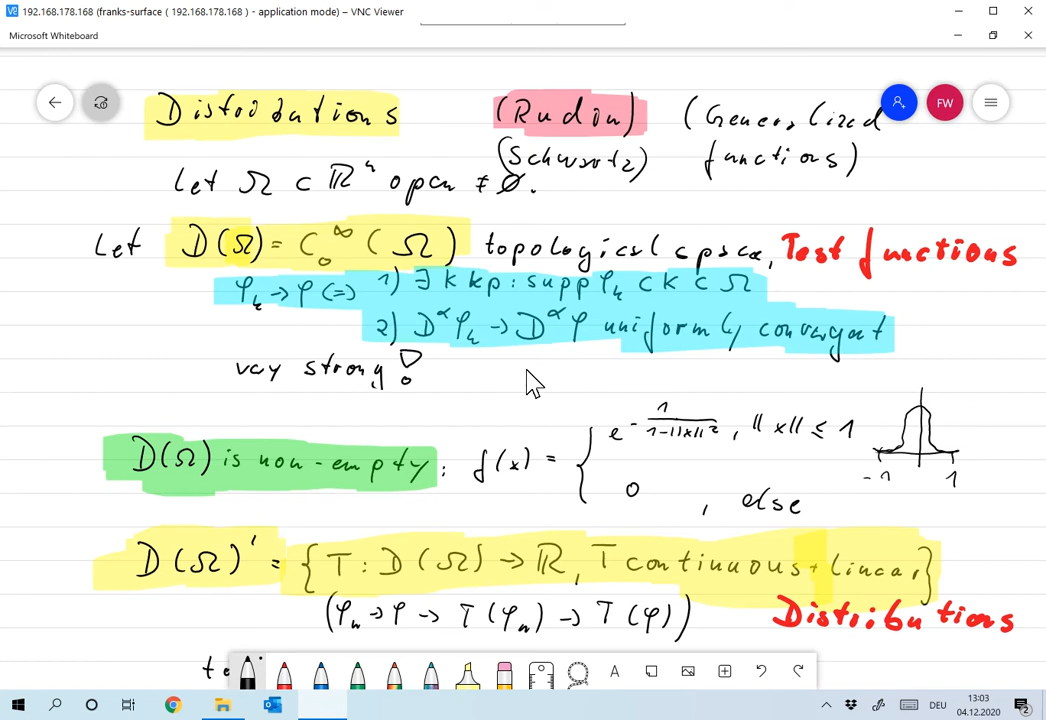 192.168.178.168 (franks-surface ( 192.168.178.168 ) - application mode) – VNC Viewer
Microsoft Whiteboard
Distributions (Rudin) (Generalized
(Schwartz) functions)
Let Ω ⊂ ℝⁿ open ≠ ∅.
FW
Let D(Ω) = C₀^∞(Ω) topological space, Test functions
φₖ → φ (=> 1) ∃ K kp: supp φₖ ⊂ K ⊂ Ω
2) D^α φₖ → D^α φ uniformly convergent
very strong!
D(Ω) is non-empty: f(x) = { e^{-1/(1-||x||²)}, ||x|| ≤ 1
0, else
-1 1
D(Ω)' = {T: D(Ω) → ℝ, T continuous + linear}
(φₙ → φ → T(φₙ) → T(φ)) Distributions
A
DEU
13:03
04.12.2020
2